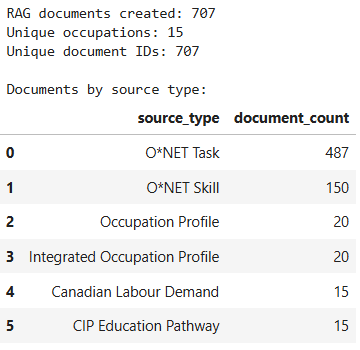 RAG documents created: 707
Unique occupations: 15
Unique document IDs: 707
Documents by source type:
source_type document_count
0 O*NET Task 487
1 O*NET Skill 150
2 Occupation Profile 20
3 Integrated Occupation Profile 20
4 Canadian Labour Demand 15
5 CIP Education Pathway 15